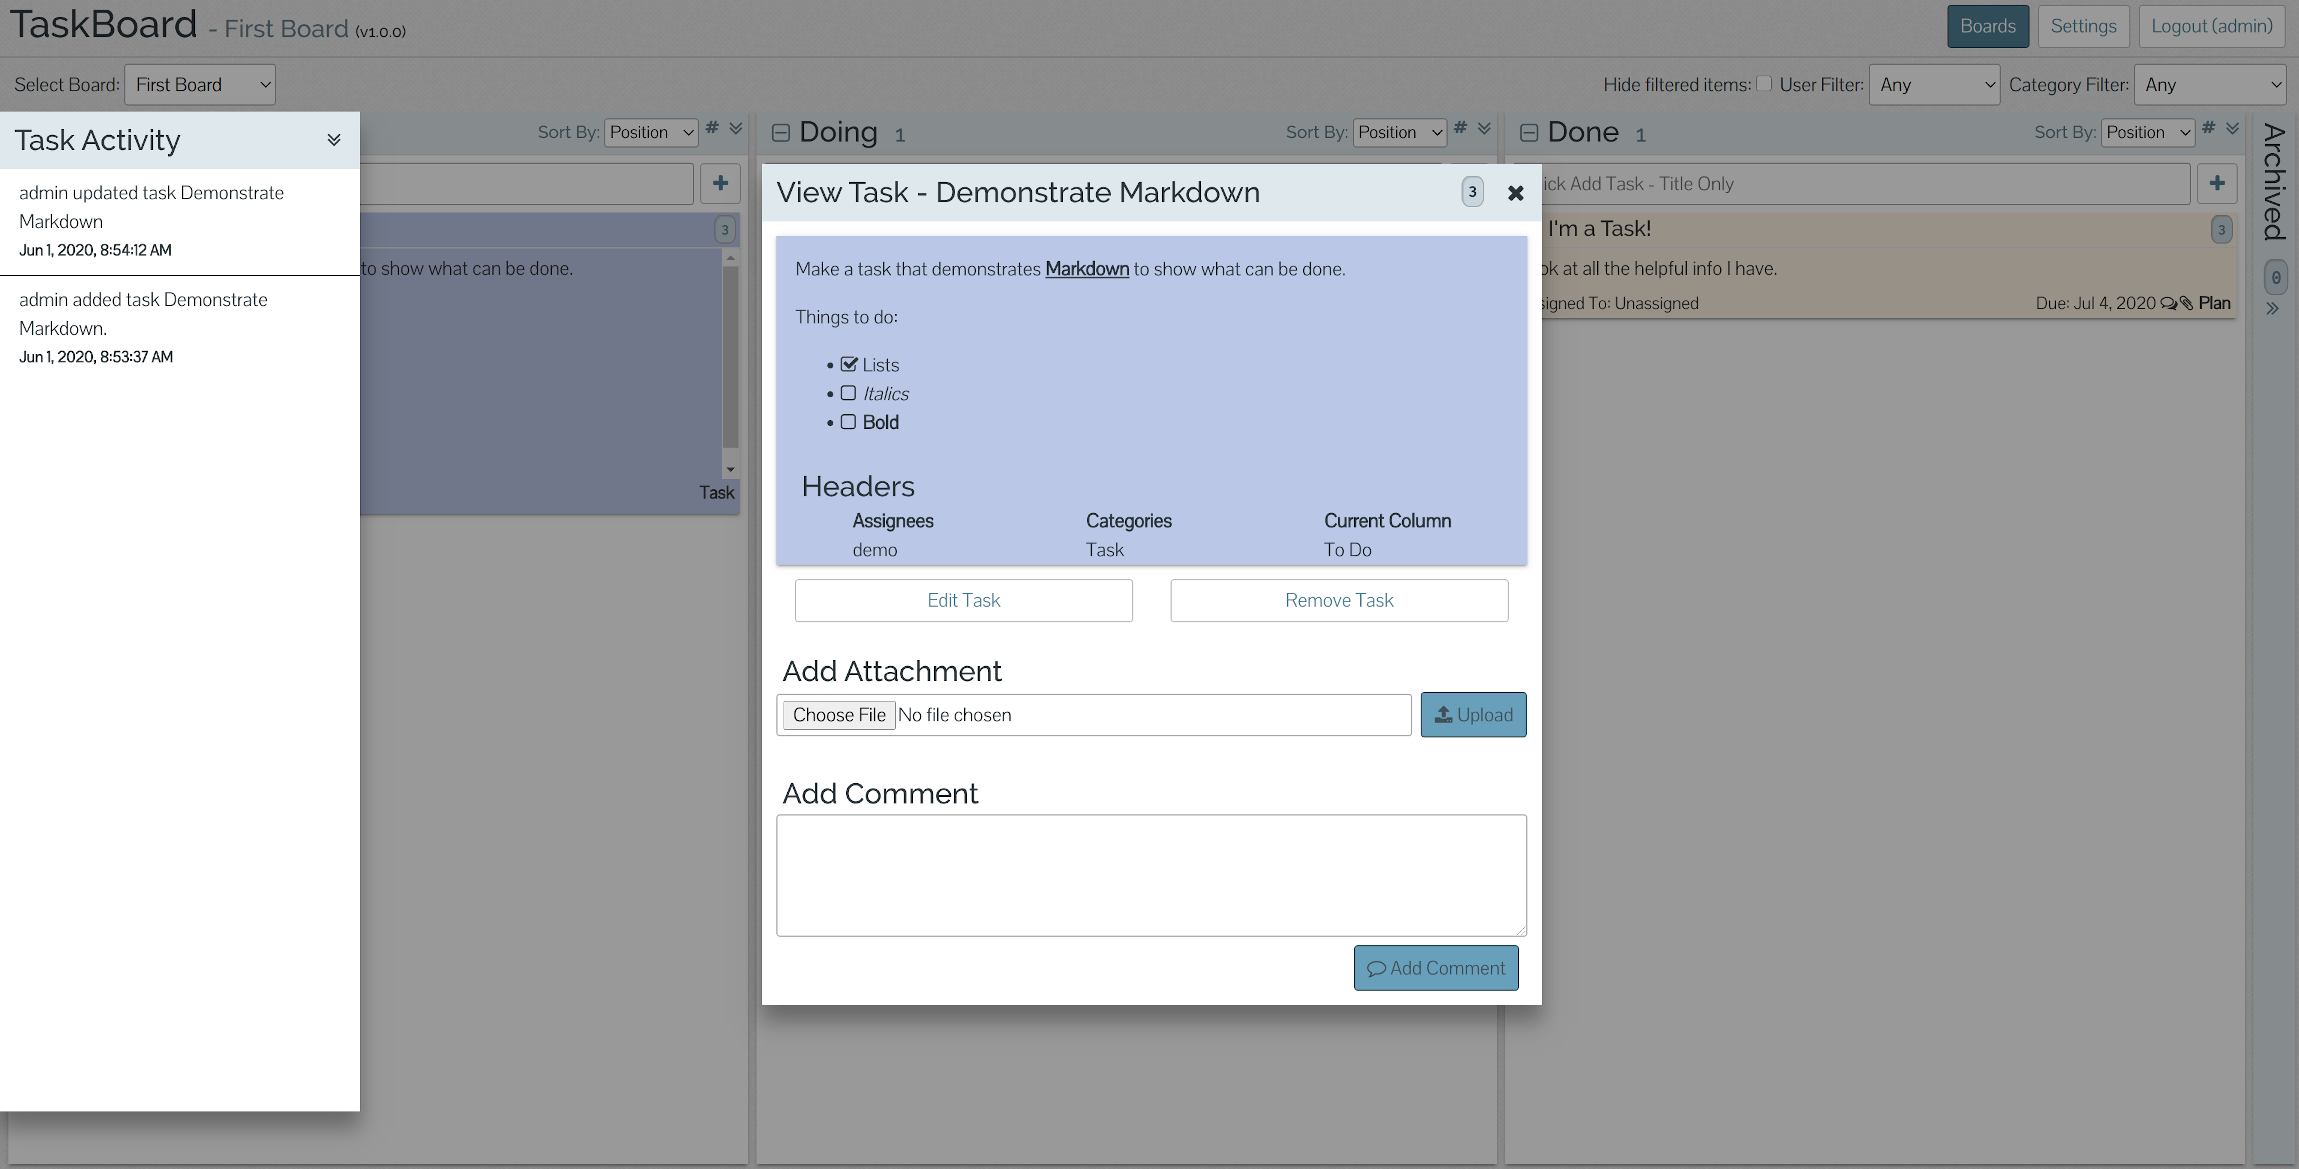 TaskBoard - First Board (v1.0.0)
Boards
Settings
Logout (admin)
Select Board: First Board
Hide filtered items:
User Filter: Any
Category Filter: Any
Task Activity
admin updated task Demonstrate
Markdown
Jun 1, 2020, 8:54:12 AM
admin added task Demonstrate
Markdown.
Jun 1, 2020, 8:53:37 AM
Sort By: Position #
3
to show what can be done.
Task
Doing 1
Sort By: Position #
View Task - Demonstrate Markdown 3
Make a task that demonstrates Markdown to show what can be done.
Things to do:
• Lists
• Italics
• Bold
Headers
Assignees Categories Current Column
demo Task To Do
Edit Task
Remove Task
Add Attachment
Choose File No file chosen
Upload
Add Comment
Add Comment
Done 1
Sort By: Position #
ick Add Task - Title Only
I'm a Task! 3
ok at all the helpful info I have.
igned To: Unassigned Due: Jul 4, 2020 Plan
Archived
0